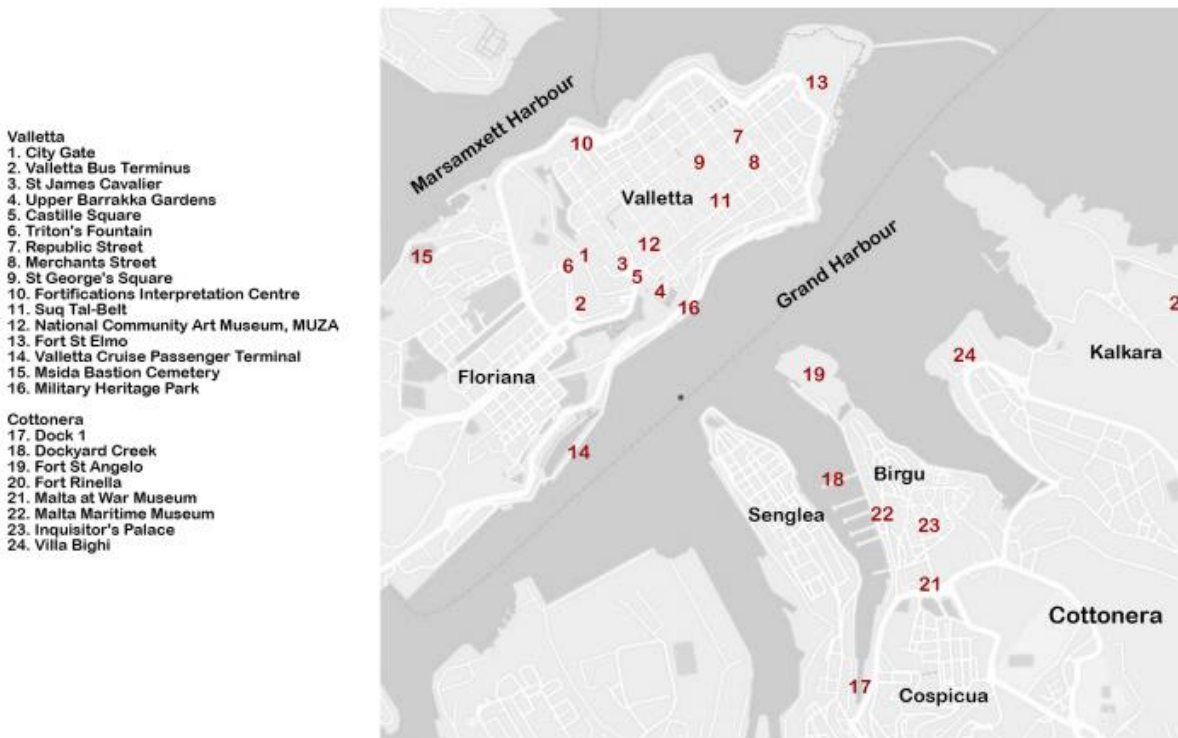 Valletta
1. City Gate
2. Valletta Bus Terminus
3. St James Cavalier
4. Upper Barrakka Gardens
5. Castille Square
6. Triton's Fountain
7. Republic Street
8. Merchants Street
9. St George's Square
10. Fortifications Interpretation Centre
11. Suq Tal-Belt
12. National Community Art Museum, MUZA
13. Fort St Elmo
14. Valletta Cruise Passenger Terminal
15. Msida Bastion Cemetery
16. Military Heritage Park
Cottonera
17. Dock 1
18. Dockyard Creek
19. Fort St Angelo
20. Fort Rinella
21. Malta at War Museum
22. Malta Maritime Museum
23. Inquisitor's Palace
24. Villa Bighi
Marsamxett Harbour
13
7
10
9
8
Valletta
11
12
15
1
3
6
5
4
2
16
Grand Harbour
2
Kalkara
24
Floriana
19
14
Birgu
18
Senglea
22
23
21
Cottonera
17
Cospicua